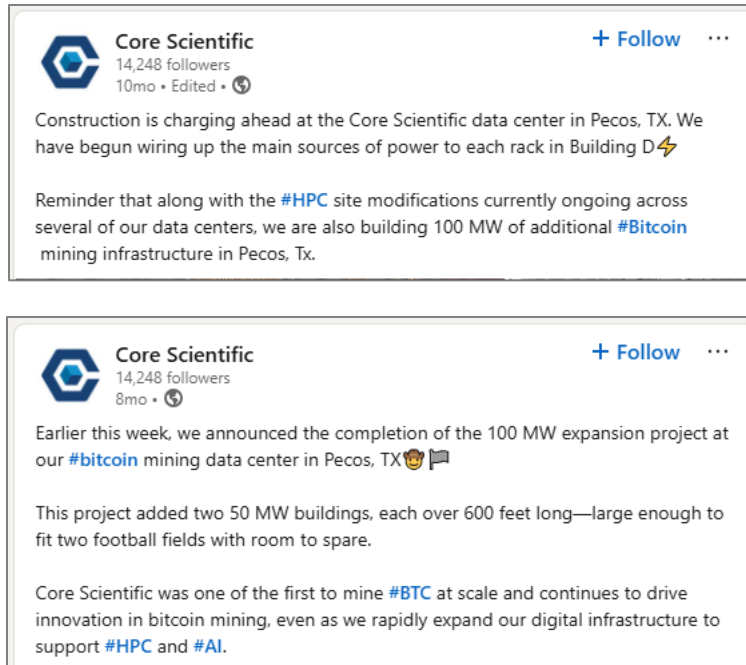 Core Scientific
+ Follow ...
14,248 followers
10mo • Edited •
Construction is charging ahead at the Core Scientific data center in Pecos, TX. We
have begun wiring up the main sources of power to each rack in Building D⚡
Reminder that along with the #HPC site modifications currently ongoing across
several of our data centers, we are also building 100 MW of additional #Bitcoin
mining infrastructure in Pecos, Tx.
Core Scientific
+ Follow ...
14,248 followers
8mo •
Earlier this week, we announced the completion of the 100 MW expansion project at
our #bitcoin mining data center in Pecos, TX🤠🏴
This project added two 50 MW buildings, each over 600 feet long—large enough to
fit two football fields with room to spare.
Core Scientific was one of the first to mine #BTC at scale and continues to drive
innovation in bitcoin mining, even as we rapidly expand our digital infrastructure to
support #HPC and #AI.